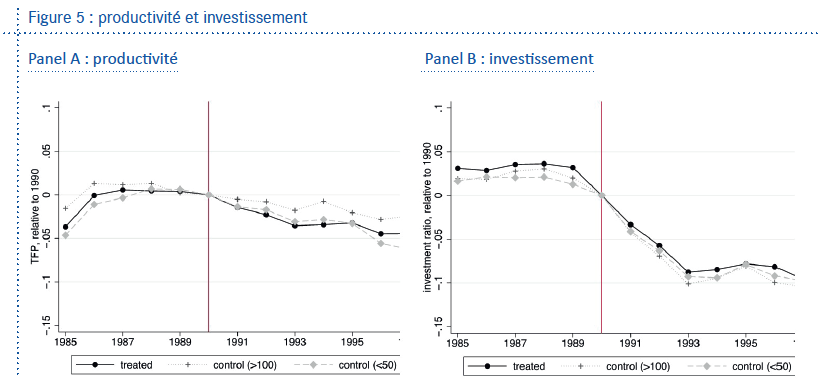 Figure 5 : productivité et investissement
Panel A : productivité
Panel B : investissement
TFP, relative to 1990
.1
.05
0
-.05
-.1
-.15
1985 1987 1989 1991 1993 1995
treated control (>100) control (<50)
investment ratio, relative to 1990
.1
.05
0
-.05
-.1
-.15
1985 1987 1989 1991 1993 1995
treated control (>100) control (<50)